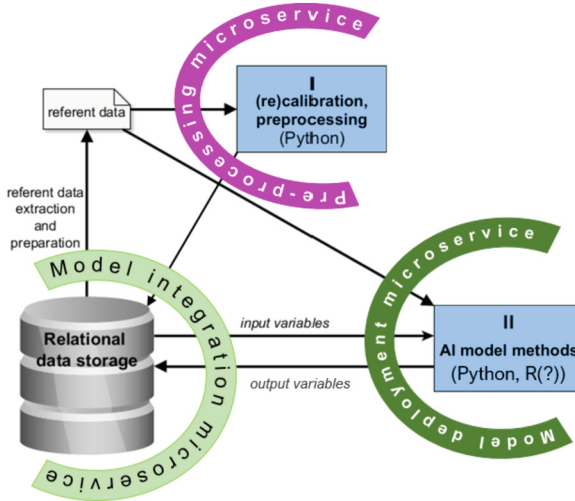 Pre-processing microservice
I
(re)calibration,
preprocessing
(Python)
referent data
referent data
extraction
and
preparation
Model integration microservice
Relational
data storage
input variables
output variables
Model deployment microservice
II
AI model methods
(Python, R(?))